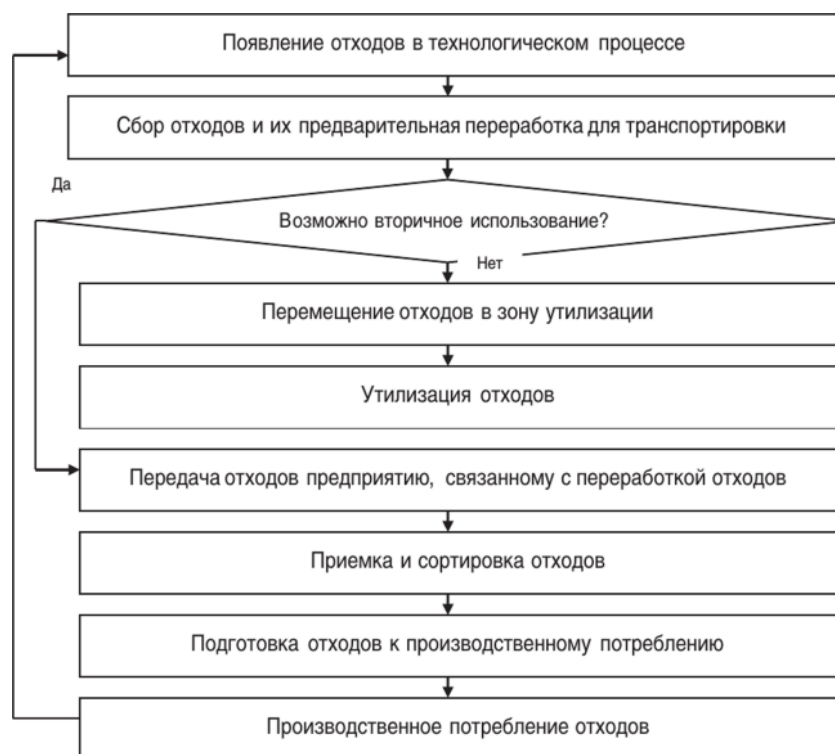 Появление отходов в технологическом процессе
Сбор отходов и их предварительная переработка для транспортировки
Да
Возможно вторичное использование?
Нет
Перемещение отходов в зону утилизации
Утилизация отходов
Передача отходов предприятию, связанному с переработкой отходов
Приемка и сортировка отходов
Подготовка отходов к производственному потреблению
Производственное потребление отходов